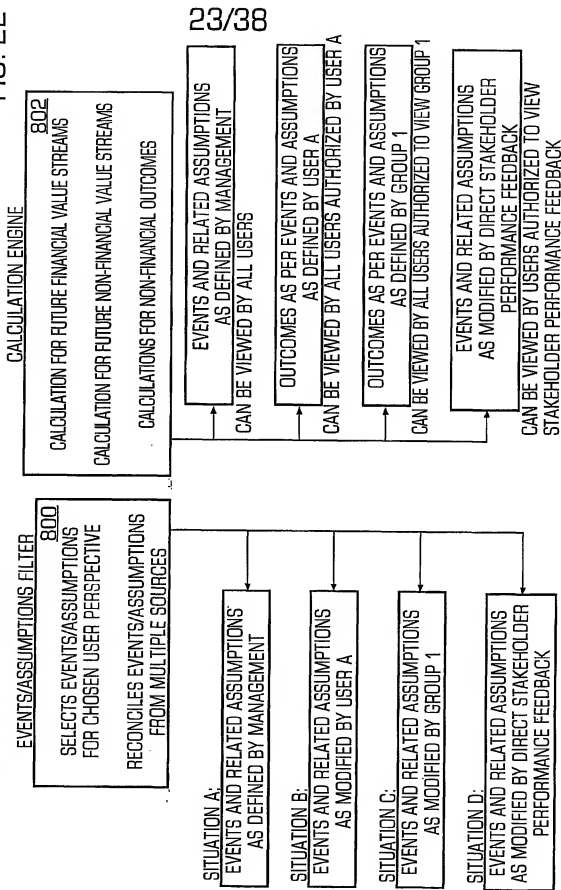 23/38
FIG. 22
EVENTS/ASSUMPTIONS FILTER
800
SELECTS EVENTS/ASSUMPTIONS
FOR CHOSEN USER PERSPECTIVE
RECONCILES EVENTS/ASSUMPTIONS
FROM MULTIPLE SOURCES
SITUATION A:
EVENTS AND RELATED ASSUMPTIONS
AS DEFINED BY MANAGEMENT
SITUATION B:
EVENTS AND RELATED ASSUMPTIONS
AS MODIFIED BY USER A
SITUATION C:
EVENTS AND RELATED ASSUMPTIONS
AS MODIFIED BY GROUP 1
SITUATION D:
EVENTS AND RELATED ASSUMPTIONS
AS MODIFIED BY DIRECT STAKEHOLDER
PERFORMANCE FEEDBACK
CALCULATION ENGINE
802
CALCULATION FOR FUTURE FINANCIAL VALUE STREAMS
CALCULATION FOR FUTURE NON-FINANCIAL VALUE STREAMS
CALCULATIONS FOR NON-FINANCIAL OUTCOMES
EVENTS AND RELATED ASSUMPTIONS
AS DEFINED BY MANAGEMENT
CAN BE VIEWED BY ALL USERS
OUTCOMES AS PER EVENTS AND ASSUMPTIONS
AS DEFINED BY USER A
CAN BE VIEWED BY ALL USERS AUTHORIZED BY USER A
OUTCOMES AS PER EVENTS AND ASSUMPTIONS
AS DEFINED BY GROUP 1
CAN BE VIEWED BY ALL USERS AUTHORIZED TO VIEW GROUP 1
EVENTS AND RELATED ASSUMPTIONS
AS MODIFIED BY DIRECT STAKEHOLDER
PERFORMANCE FEEDBACK
CAN BE VIEWED BY USERS AUTHORIZED TO VIEW
STAKEHOLDER PERFORMANCE FEEDBACK